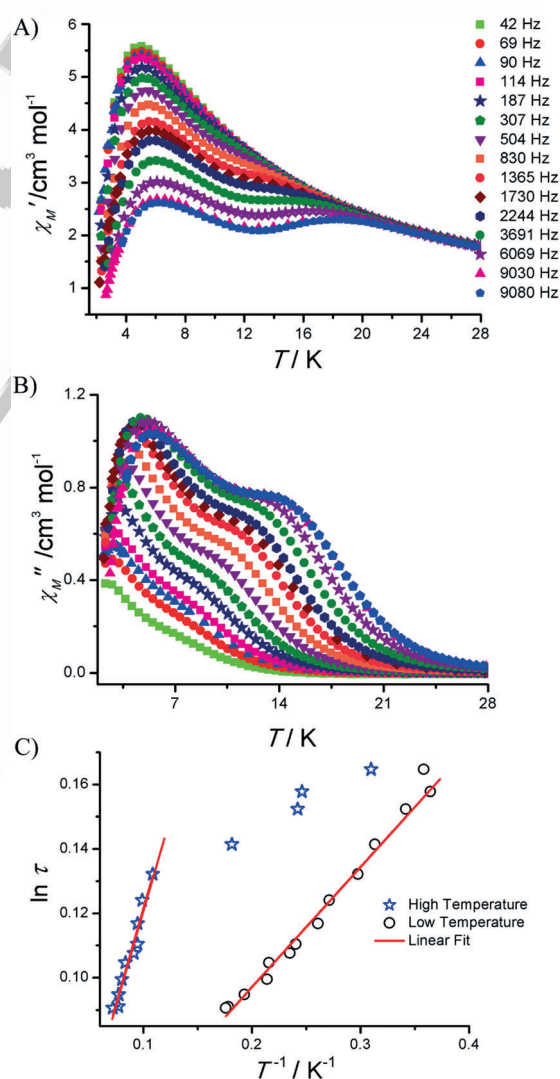 A)
χM′ /cm³ mol⁻¹
6
5
4
3
2
1
4 8 12 16 20 24 28
T / K
42 Hz
69 Hz
90 Hz
114 Hz
187 Hz
307 Hz
504 Hz
830 Hz
1365 Hz
1730 Hz
2244 Hz
3691 Hz
6069 Hz
9030 Hz
9080 Hz
B)
χM″ /cm³ mol⁻¹
1.2
0.8
0.4
0.0
7 14 21 28
T / K
C)
ln τ
0.16
0.14
0.12
0.10
0.1 0.2 0.3 0.4
T⁻¹ / K⁻¹
High Temperature
Low Temperature
Linear Fit